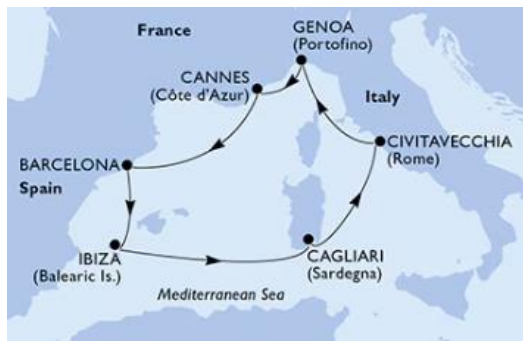 France
GENOA
(Portofino)
CANNES
(Côte d'Azur)
Italy
CIVITAVECCHIA
(Rome)
BARCELONA
Spain
IBIZA
(Balearic Is.)
CAGLIARI
(Sardegna)
Mediterranean Sea